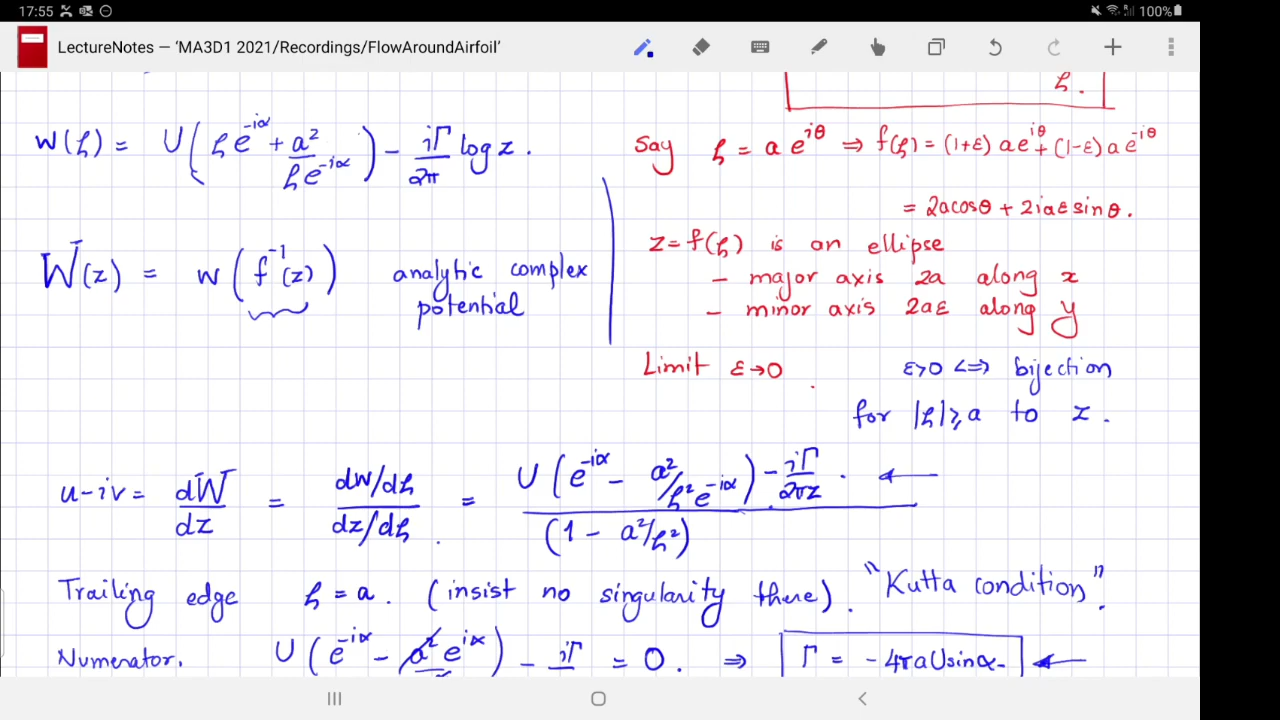 17:55 100%
LectureNotes — ‘MA3D1 2021/Recordings/FlowAroundAirfoil’
ζ.
w(ζ) = U(ζe^{-iα} + a²/ζe^{-iα}) - iΓ/2π log z.
W̄(z) = w(f^{-1}(z)) analytic complex
potential
Say ζ = a e^{iθ} ⇒ f(ζ) = (1+ε) a e^{iθ} + (1-ε) a e^{-iθ}
= 2a cosθ + 2iaε sinθ.
z = f(ζ) is an ellipse
- major axis 2a along x
- minor axis 2aε along y
Limit ε→0 .
ε>0 <=> bijection
for |ζ|⩾a to z.
u-iv = dW̄/dz = dw/dζ / dz/dζ . = U(e^{-iα} - a²/ζ²e^{-iα}) - iΓ/2πz . / (1 - a²/ζ²) ←
Trailing edge ζ = a. (insist no singularity there). "Kutta condition".
Numerator. U(e^{-iα} - a²e^{iα}) - iΓ = 0. ⇒ Γ = -4πaU sinα. ←